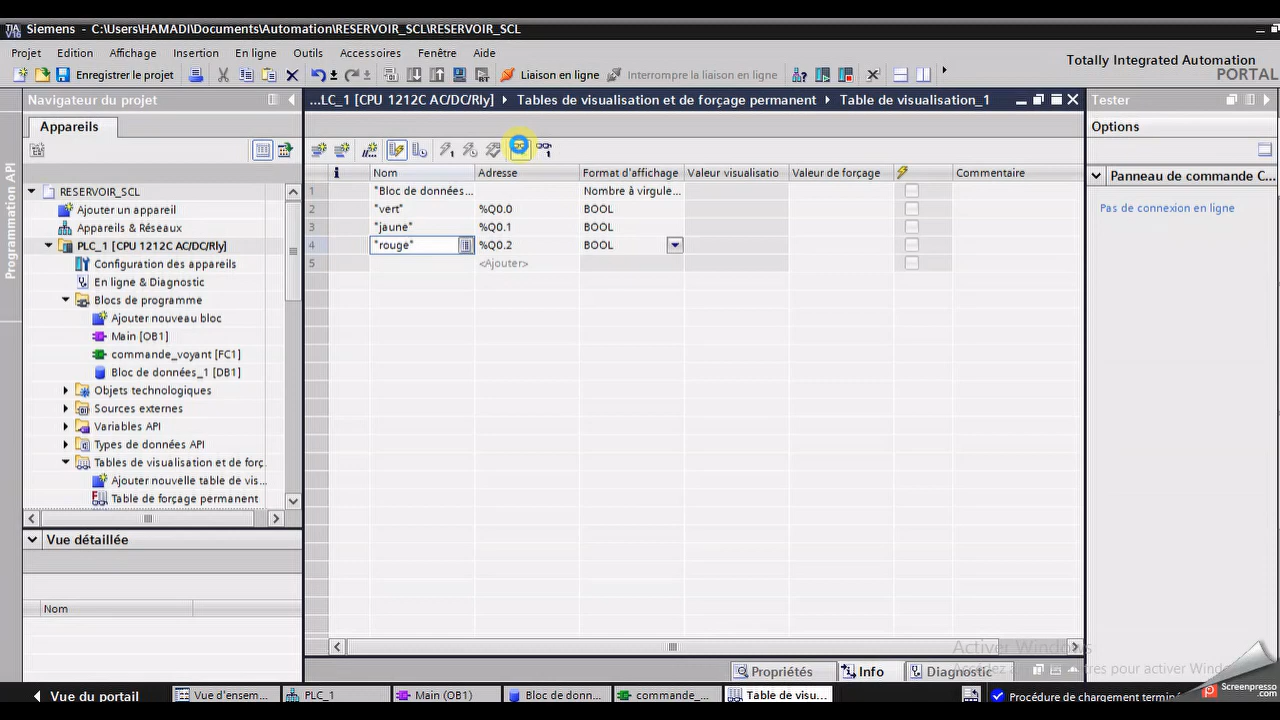 TIA V16 Siemens - C:\Users\HAMADI\Documents\Automation\RESERVOIR_SCL\RESERVOIR_SCL
Projet Edition Affichage Insertion En ligne Outils Accessoires Fenêtre Aide
Totally Integrated Automation
PORTAL
Enregistrer le projet Liaison en ligne Interrompre la liaison en ligne
Navigateur du projet
...LC_1 [CPU 1212C AC/DC/Rly] Tables de visualisation et de forçage permanent Table de visualisation_1
Tester
Appareils
Options
Programmation API
i Nom Adresse Format d'affichage Valeur visualisatio Valeur de forçage Commentaire
1 "Bloc de données... Nombre à virgule...
2 "vert" %Q0.0 BOOL
3 "jaune" %Q0.1 BOOL
4 "rouge" %Q0.2 BOOL
5 <Ajouter>
Panneau de commande C...
Pas de connexion en ligne
RESERVOIR_SCL
Ajouter un appareil
Appareils & Réseaux
PLC_1 [CPU 1212C AC/DC/Rly]
Configuration des appareils
En ligne & Diagnostic
Blocs de programme
Ajouter nouveau bloc
Main [OB1]
commande_voyant [FC1]
Bloc de données_1 [DB1]
Objets technologiques
Sources externes
Variables API
Types de données API
Tables de visualisation et de forç...
Ajouter nouvelle table de vis...
Table de forçage permanent
Vue détaillée
Nom
Activer Windows
Propriétés Info Diagnostic
pour activer Windows
Vue du portail Vue d'ensem... PLC_1 Main (OB1) Bloc de donn... commande_... Table de visu... Procédure de chargement terminé
Screenpresso
.com